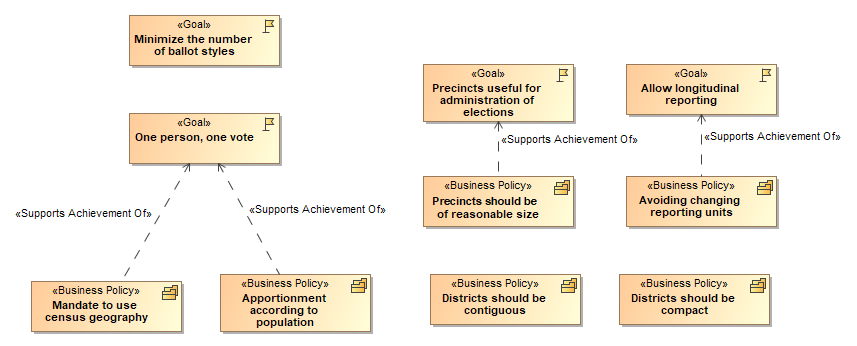 «Goal»
Minimize the number
of ballot styles
«Goal»
One person, one vote
«Supports Achievement Of»
«Supports Achievement Of»
«Business Policy»
Mandate to use
census geography
«Business Policy»
Apportionment
according to
population
«Goal»
Precincts useful for
administration of
elections
«Goal»
Allow longitudinal
reporting
«Supports Achievement Of»
«Supports Achievement Of»
«Business Policy»
Precincts should be
of reasonable size
«Business Policy»
Avoiding changing
reporting units
«Business Policy»
Districts should be
contiguous
«Business Policy»
Districts should be
compact